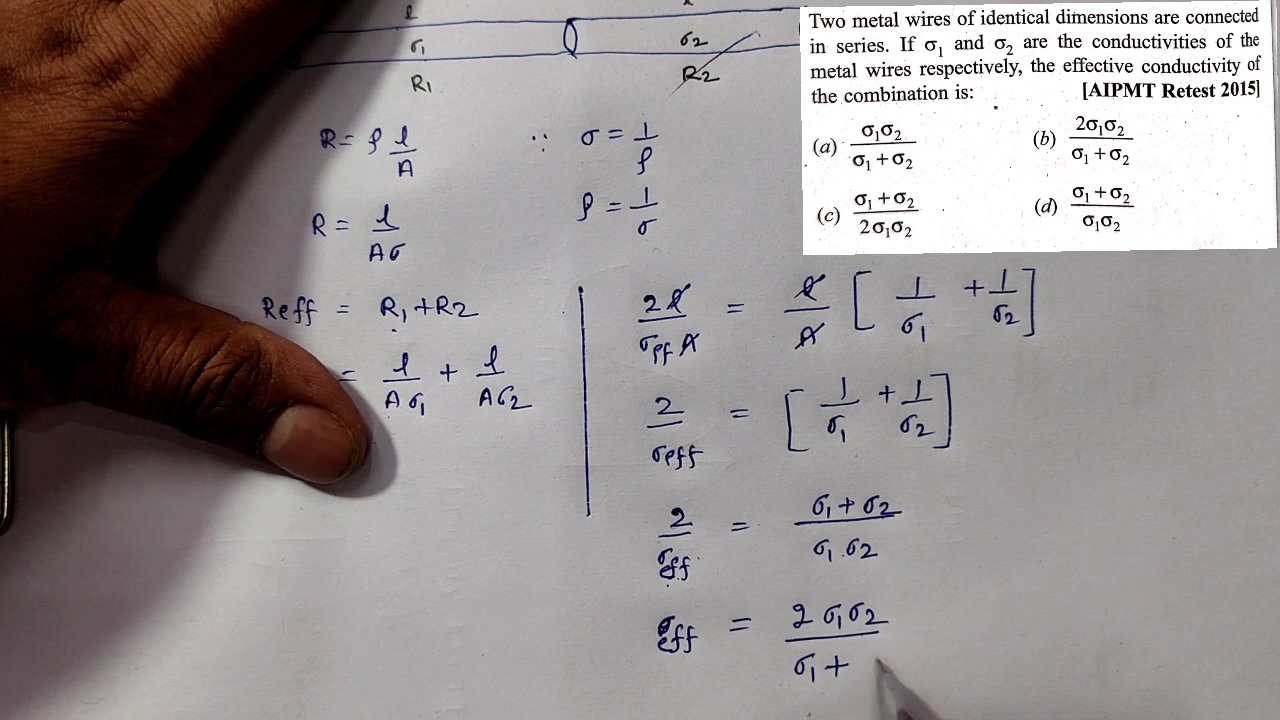 l
σ₁ σ₂
R₁ R₂
R = ρ l/A ∵ σ = 1/ρ
R = l/Aσ ρ = 1/σ
Reff = R₁ + R₂
= l/Aσ₁ + l/Aσ₂
2l/σeff A = l/A [ 1/σ₁ + 1/σ₂ ]
2/σeff = [ 1/σ₁ + 1/σ₂ ]
2/σeff = σ₁ + σ₂/σ₁.σ₂
σeff = 2σ₁σ₂/σ₁ +
Two metal wires of identical dimensions are connected
in series. If σ₁ and σ₂ are the conductivities of the
metal wires respectively, the effective conductivity of
the combination is: [AIPMT Retest 2015]
(a) σ₁σ₂/σ₁ + σ₂ (b) 2σ₁σ₂/σ₁ + σ₂
(c) σ₁ + σ₂/2σ₁σ₂ (d) σ₁ + σ₂/σ₁σ₂